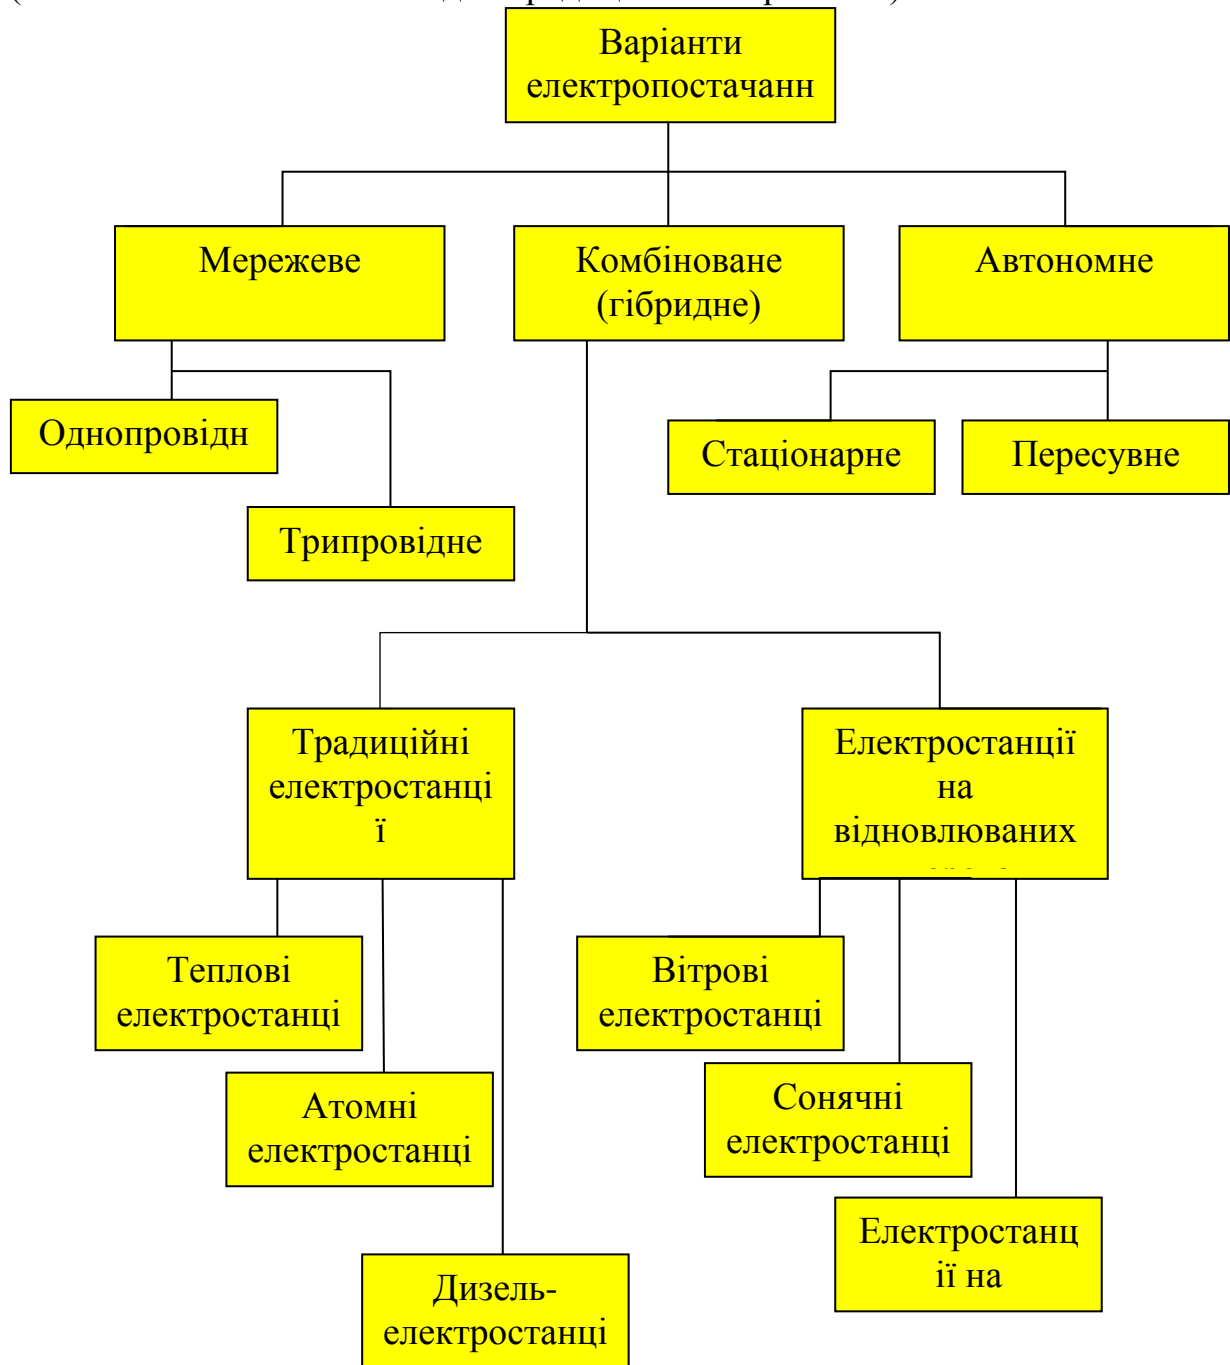 Варіанти
електропостачанн
Мережеве
Комбіноване
(гібридне)
Автономне
Однопровідн
Стаціонарне
Пересувне
Трипровідне
Традиційні
електростанці
ї
Електростанції
на
відновлюваних
Теплові
електростанці
Вітрові
електростанці
Атомні
електростанці
Сонячні
електростанці
Електростанц
ії на
Дизель-
електростанці